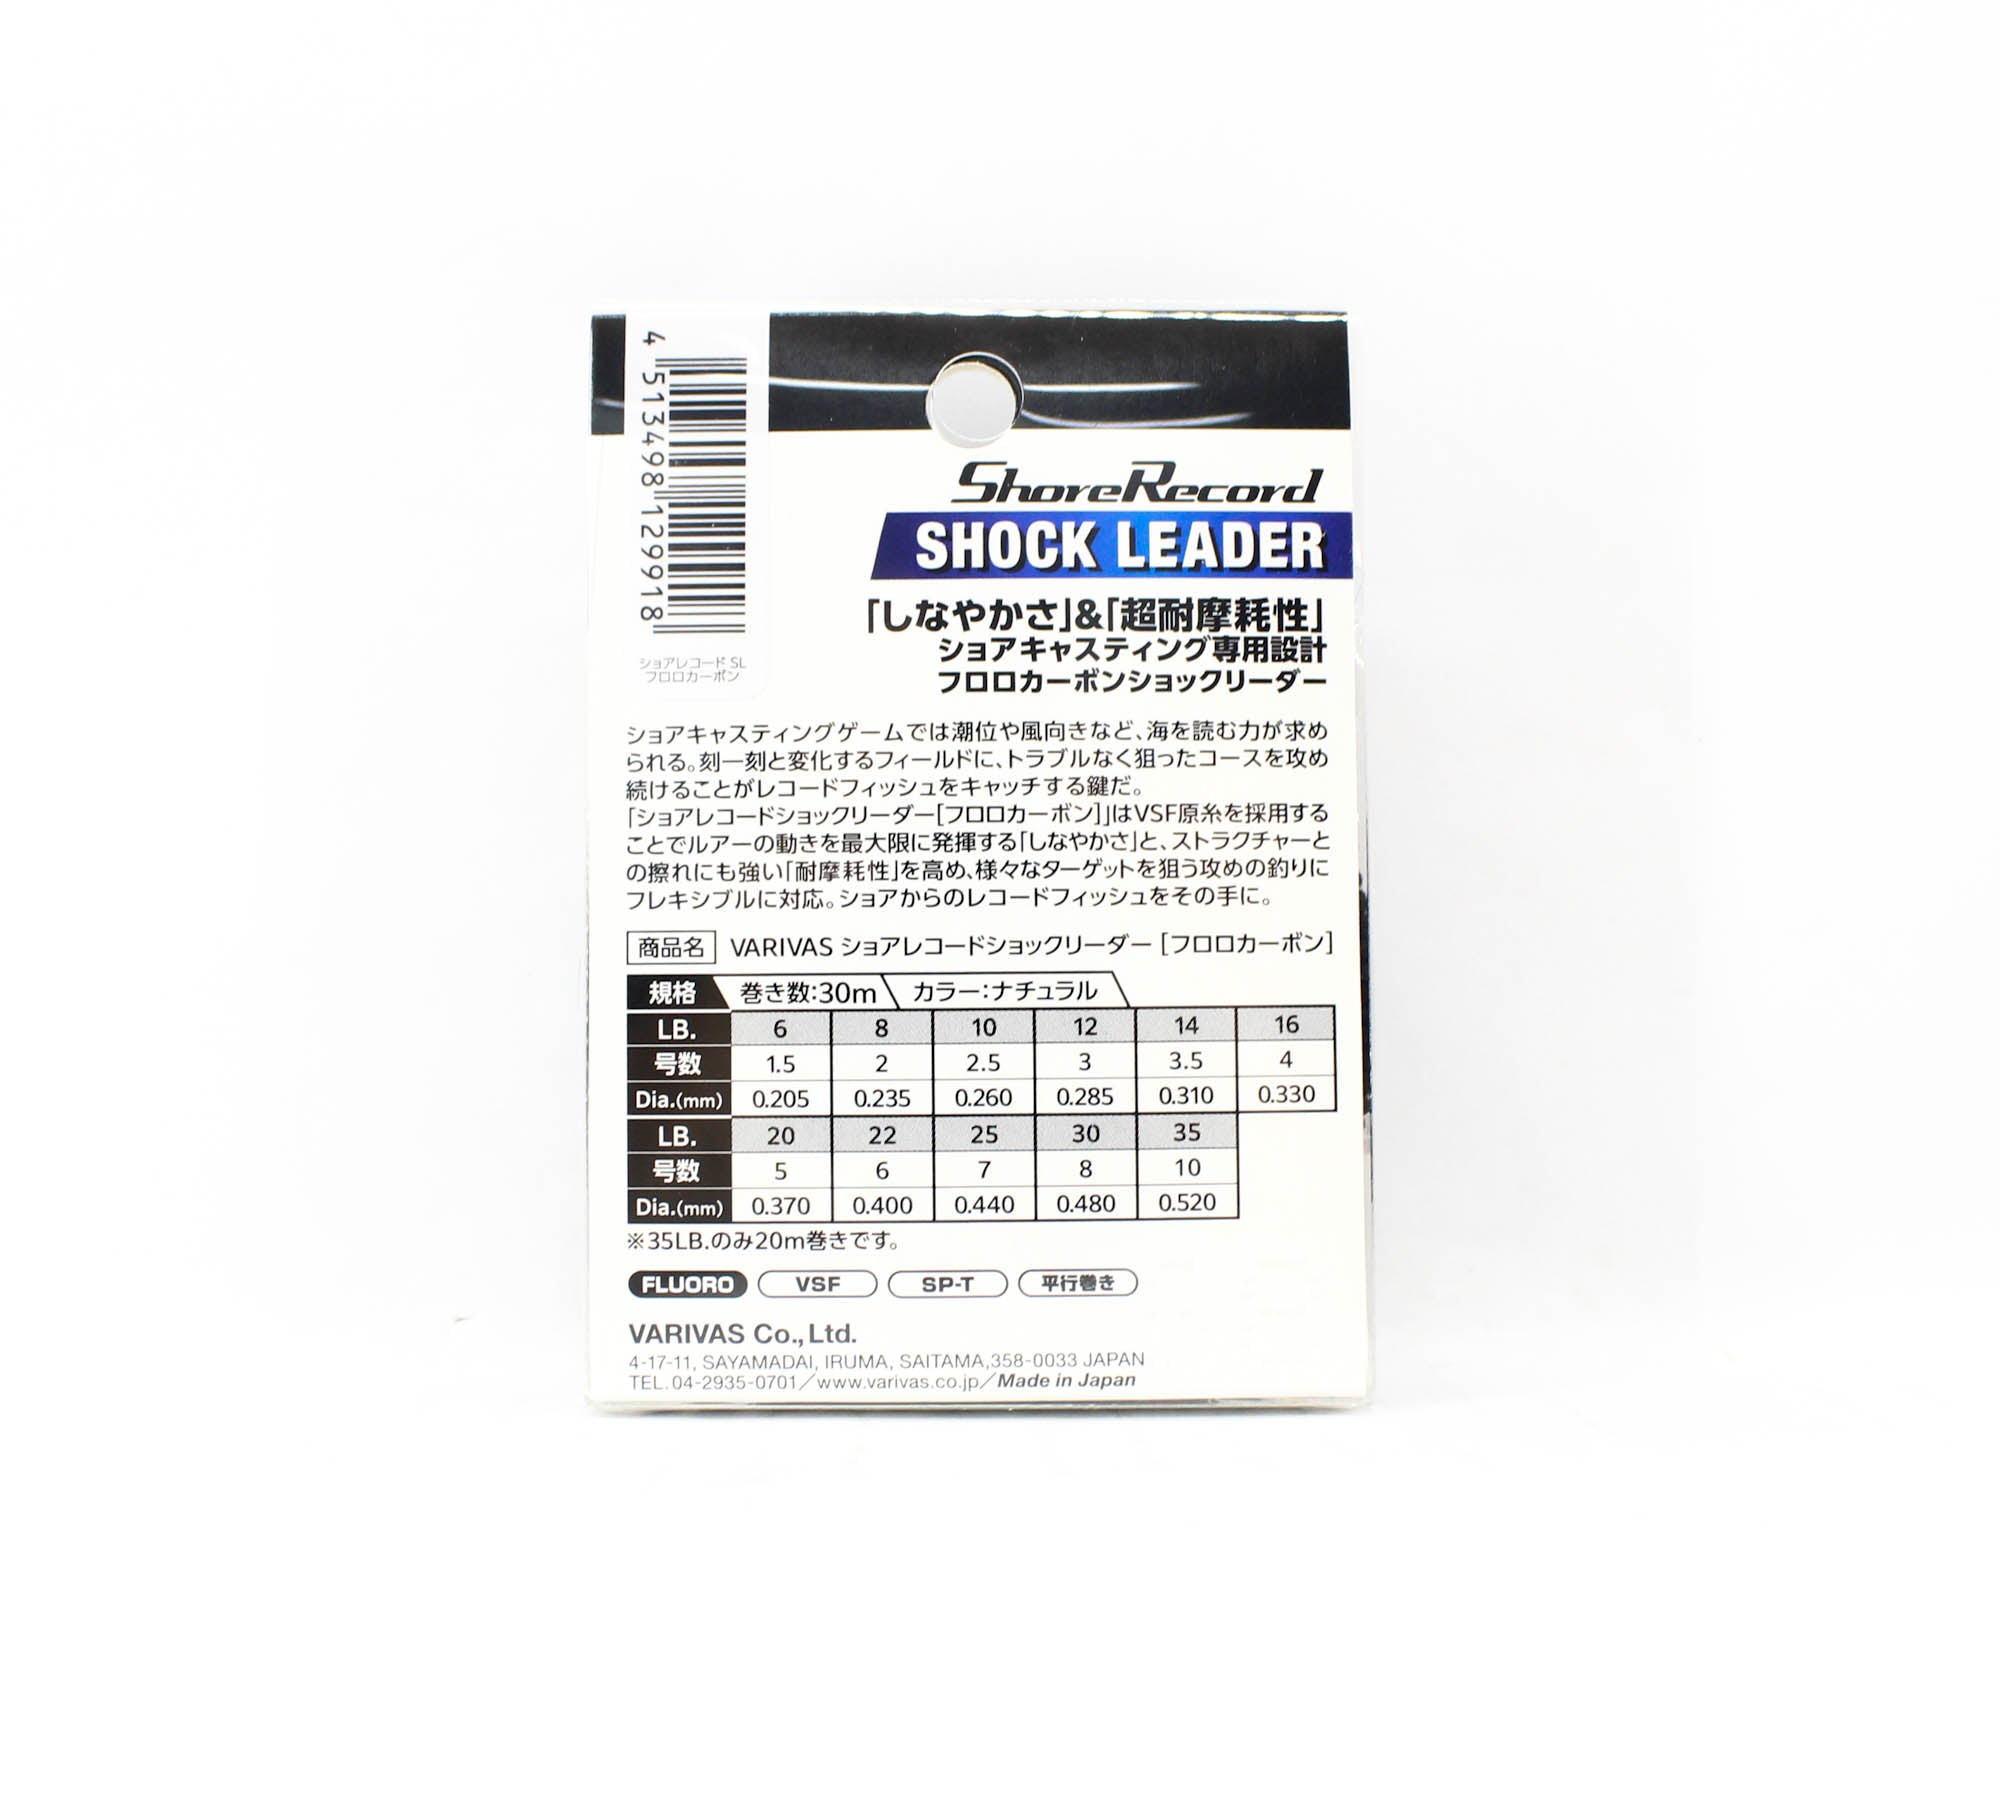 4 513498 129918
ショアレコード SL
フロロカーボン
ShoreRecord
SHOCK LEADER
「しなやかさ」&「超耐摩耗性」
ショアキャスティング専用設計
フロロカーボンショックリーダー
ショアキャスティングゲームでは潮位や風向きなど、海を読む力が求め
られる。刻一刻と変化するフィールドに、トラブルなく狙ったコースを攻め
続けることがレコードフィッシュをキャッチする鍵だ。
「ショアレコードショックリーダー[フロロカーボン]」はVSF原糸を採用する
ことでルアーの動きを最大限に発揮する「しなやかさ」と、ストラクチャーと
の擦れにも強い「耐摩耗性」を高め、様々なターゲットを狙う攻めの釣りに
フレキシブルに対応。ショアからのレコードフィッシュをその手に。
商品名 VARIVAS ショアレコードショックリーダー [フロロカーボン]
規格 巻き数:30m カラー:ナチュラル
LB. 6 8 10 12 14 16
号数 1.5 2 2.5 3 3.5 4
Dia.(mm) 0.205 0.235 0.260 0.285 0.310 0.330
LB. 20 22 25 30 35
号数 5 6 7 8 10
Dia.(mm) 0.370 0.400 0.440 0.480 0.520
※35LB.のみ20m巻きです。
FLUORO VSF SP-T 平行巻き
VARIVAS Co., Ltd.
4-17-11, SAYAMADAI, IRUMA, SAITAMA,358-0033 JAPAN
TEL. 04-2935-0701／www.varivas.co.jp／Made in Japan